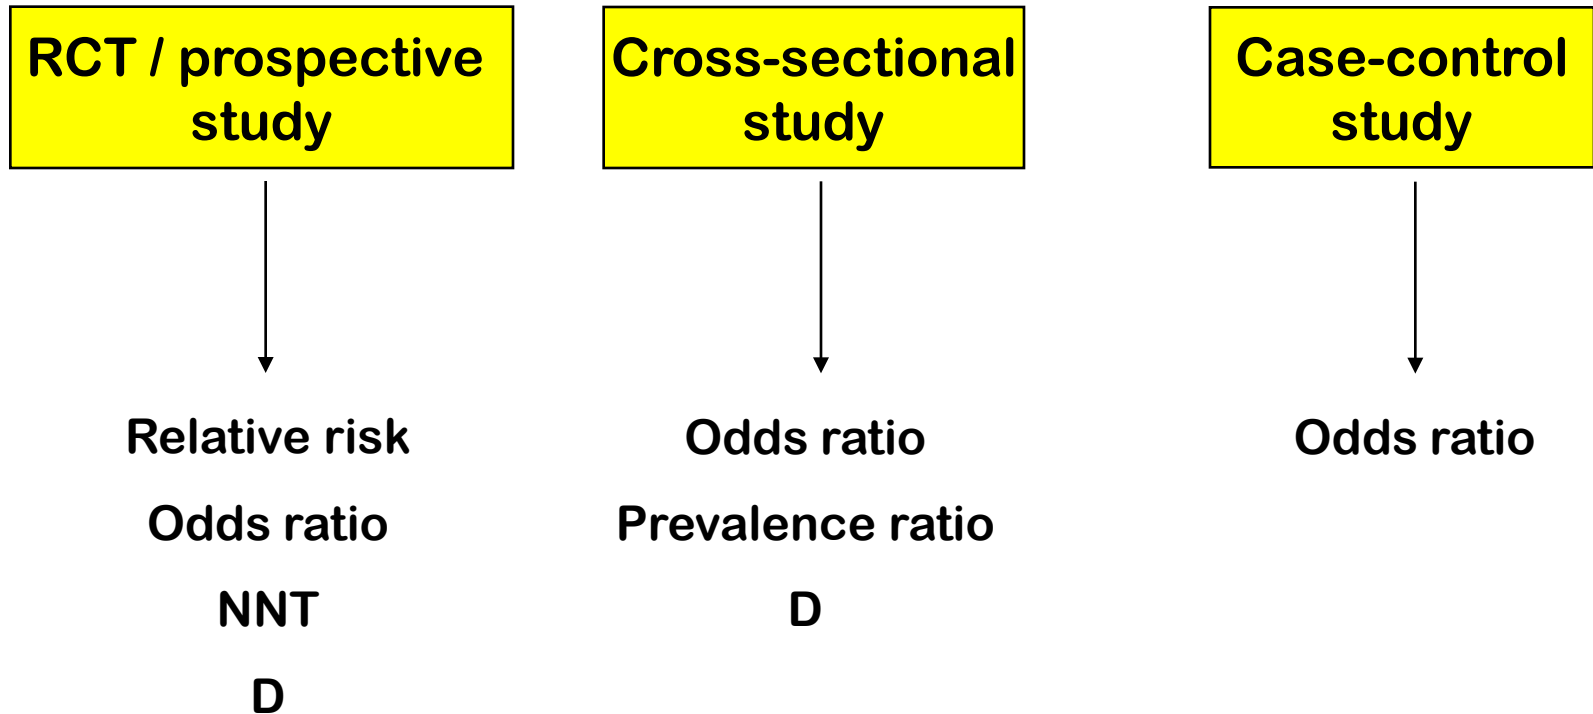 RCT / prospective
study
Relative risk
Odds ratio
NNT
D
Cross-sectional
study
Odds ratio
Prevalence ratio
D
Case-control
study
Odds ratio